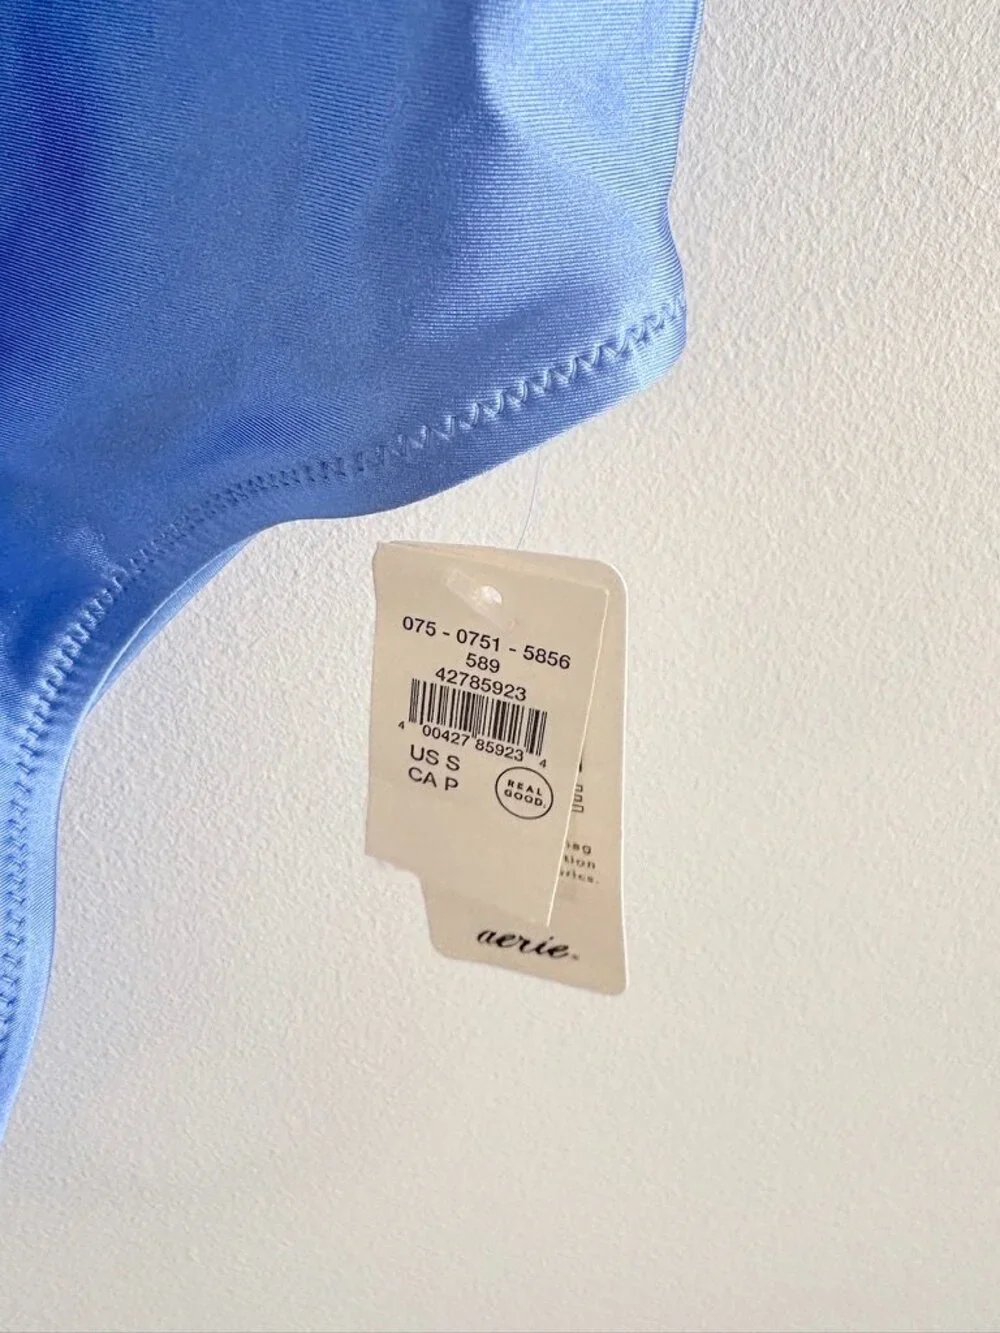 075 - 0751 - 5856
589
42785923
4 00427 85923 4
US S
CA P
REAL
GOOD.
aerie®